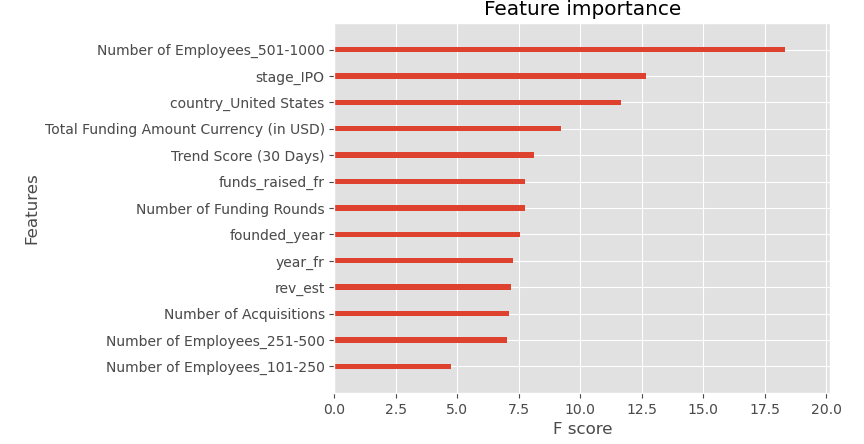 Feature importance
Number of Employees_501-1000
stage_IPO
country_United States
Total Funding Amount Currency (in USD)
Trend Score (30 Days)
funds_raised_fr
Number of Funding Rounds
founded_year
year_fr
rev_est
Number of Acquisitions
Number of Employees_251-500
Number of Employees_101-250
Features
0.0 2.5 5.0 7.5 10.0 12.5 15.0 17.5 20.0
F score